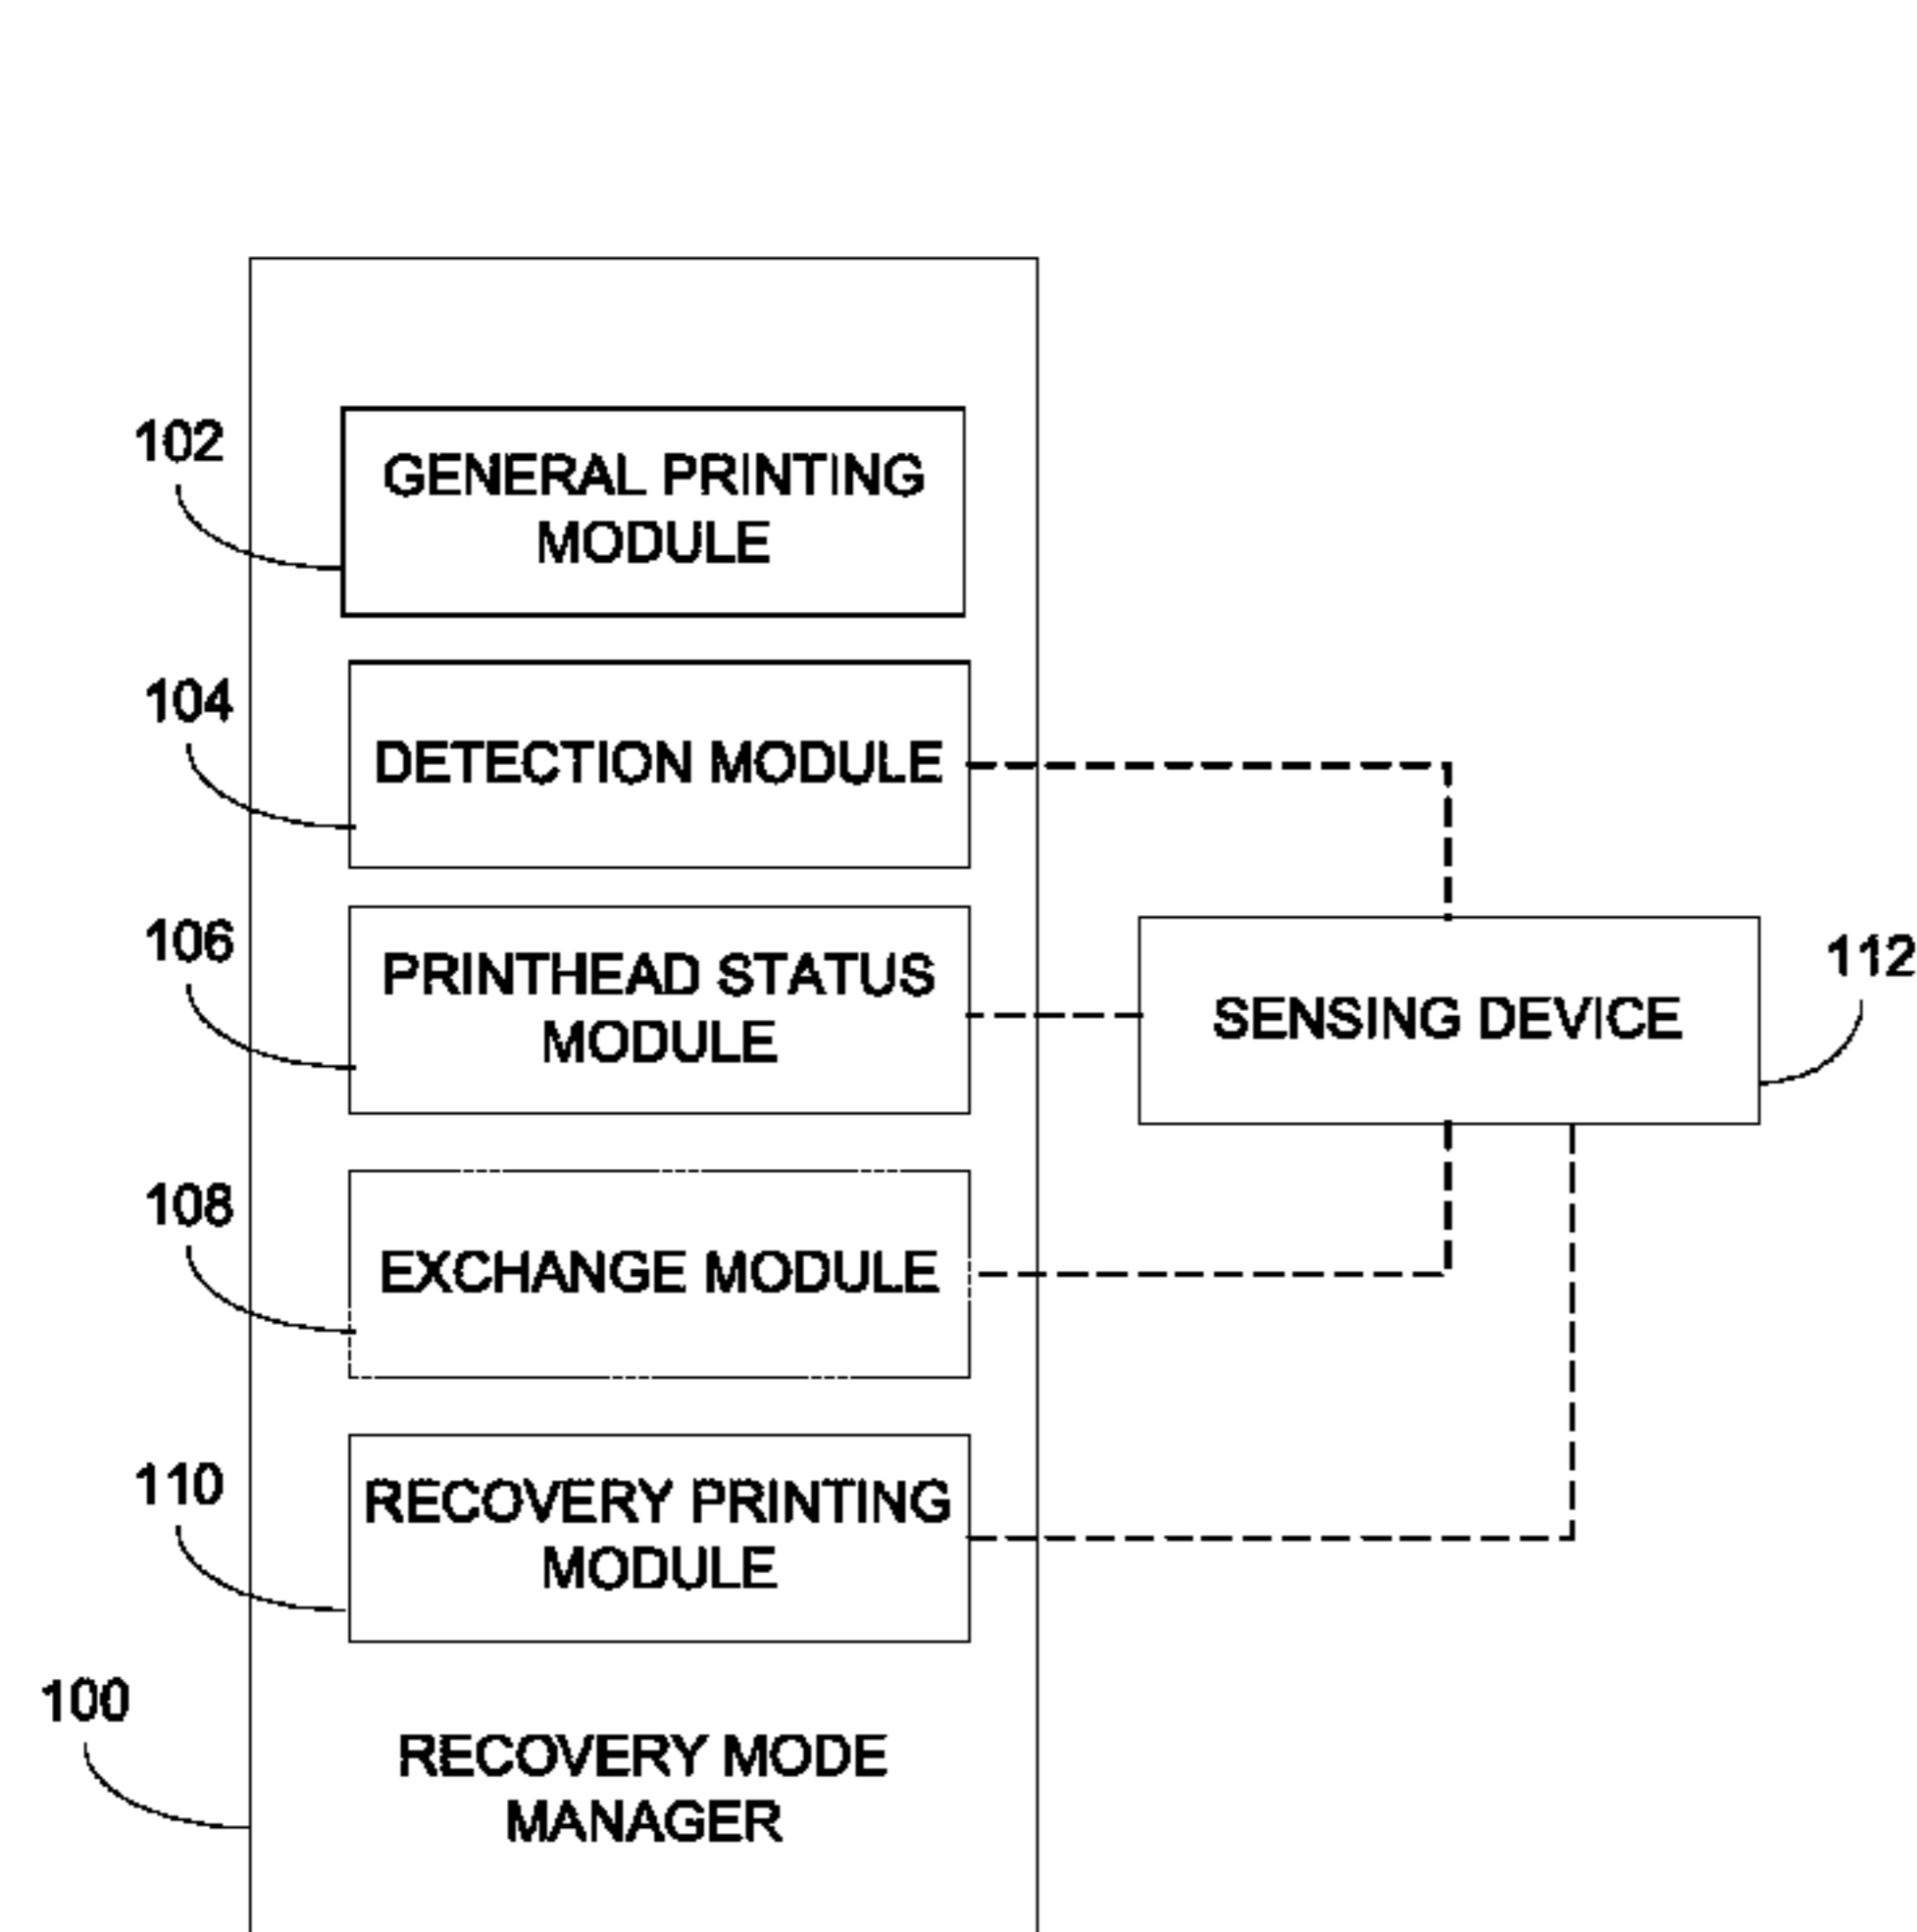 102
GENERAL PRINTING
MODULE
104
DETECTION MODULE
106
PRINTHEAD STATUS
MODULE
112
SENSING DEVICE
108
EXCHANGE MODULE
110
RECOVERY PRINTING
MODULE
100
RECOVERY MODE
MANAGER